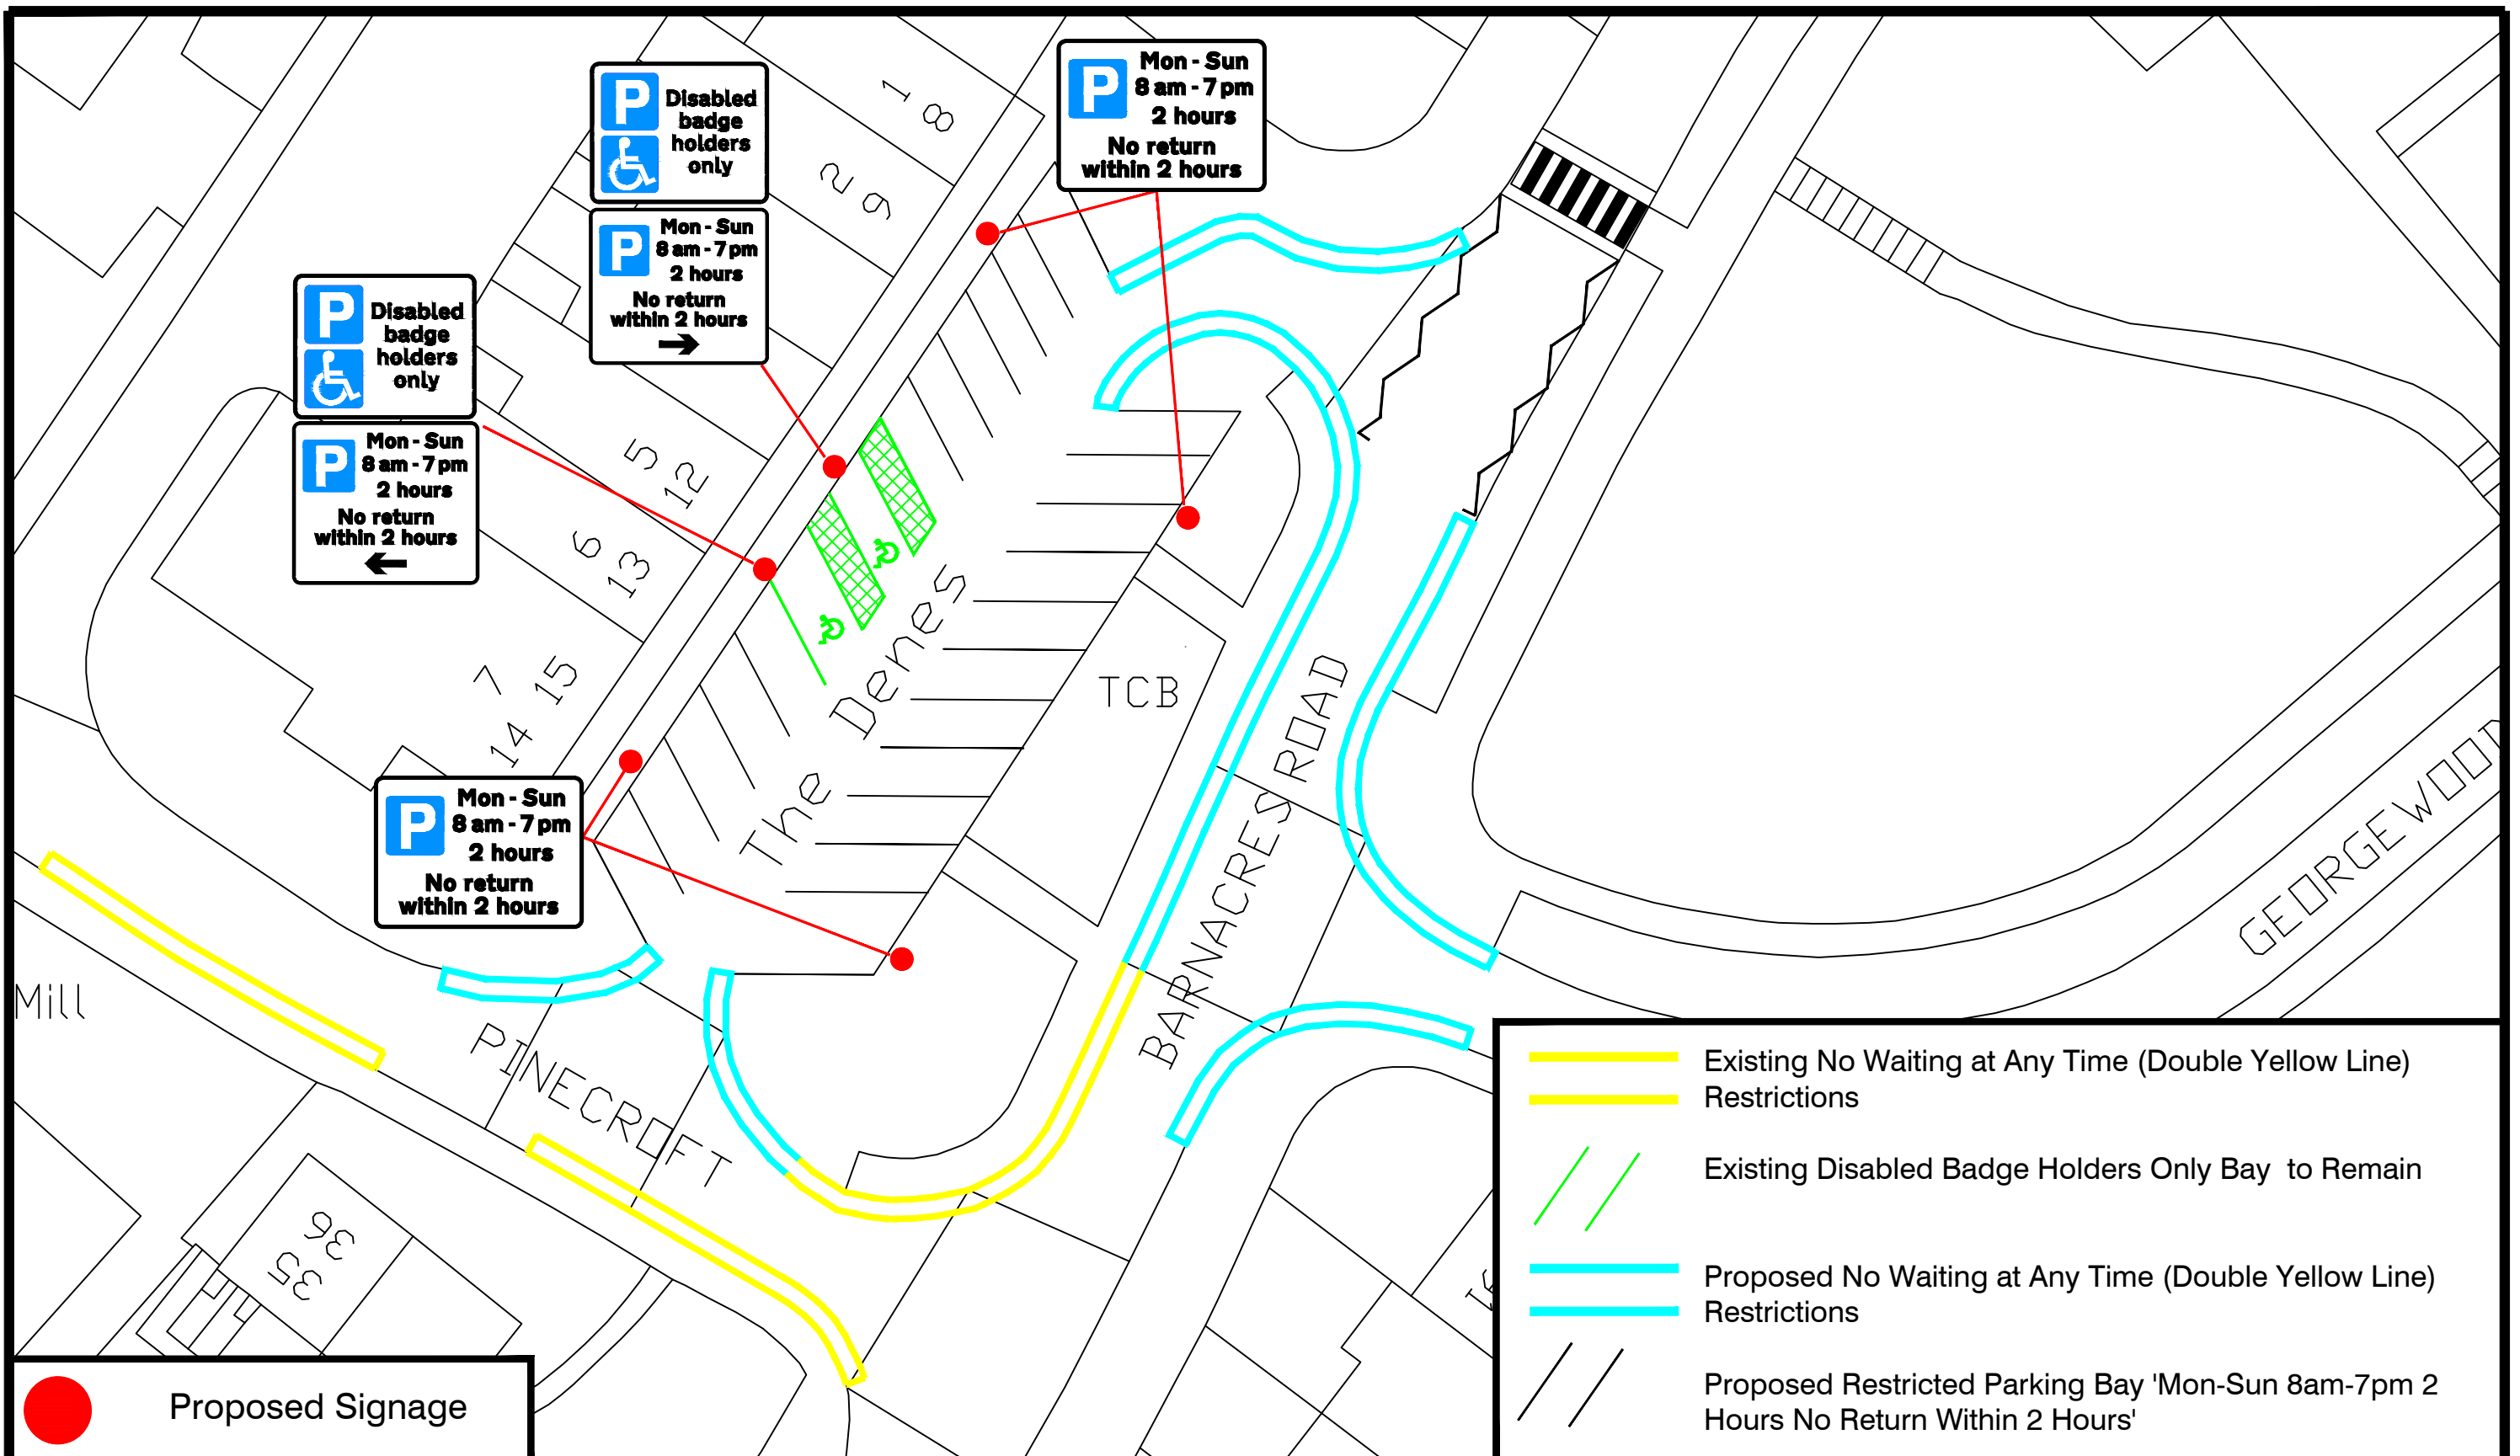 P
Mon - Sun
8 am - 7 pm
2 hours
No return
within 2 hours
P
Disabled
badge
holders
only
P
Mon - Sun
8 am - 7 pm
2 hours
No return
within 2 hours
P
Disabled
badge
holders
only
P
Mon - Sun
8 am - 7 pm
2 hours
No return
within 2 hours
P
Mon - Sun
8 am - 7 pm
2 hours
No return
within 2 hours
1
8
2
9
5
12
6
13
7
15
14
The Denes
TCB
BARNACRES ROAD
PINECROFT
Mill
36
35
Existing No Waiting at Any Time (Double Yellow Line)
Restrictions
Existing Disabled Badge Holders Only Bay to Remain
Proposed No Waiting at Any Time (Double Yellow Line)
Restrictions
Proposed Restricted Parking Bay 'Mon-Sun 8am-7pm 2
Hours No Return Within 2 Hours'
Proposed Signage